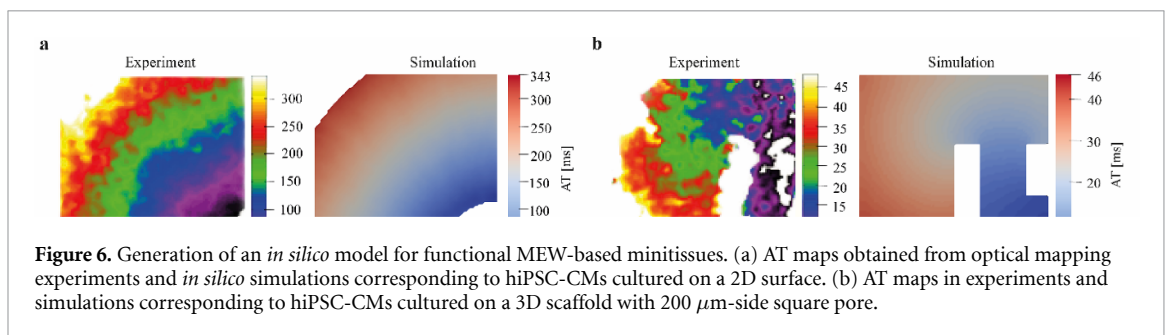 a
Experiment
300
250
200
150
100
Simulation
343
300
250
200
150
100
AT [ms]
b
Experiment
45
40
35
30
25
20
15
Simulation
46
40
30
20
AT [ms]
Figure 6. Generation of an in silico model for functional MEW-based minitissues. (a) AT maps obtained from optical mapping
experiments and in silico simulations corresponding to hiPSC-CMs cultured on a 2D surface. (b) AT maps in experiments and
simulations corresponding to hiPSC-CMs cultured on a 3D scaffold with 200 μm-side square pore.